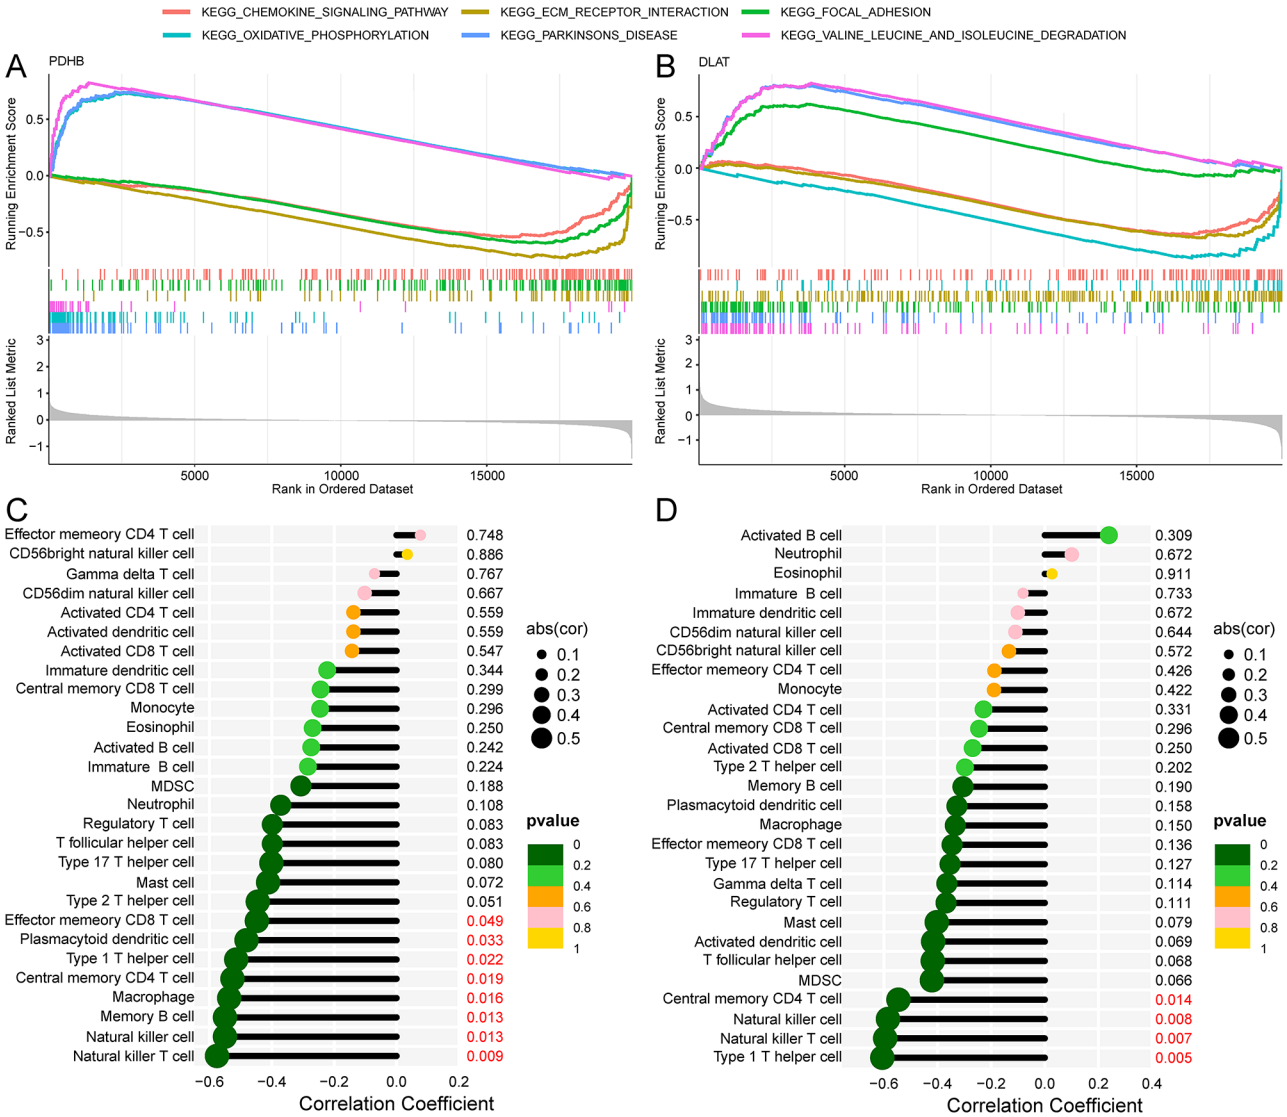 KEGG_CHEMOKINE_SIGNALING_PATHWAY KEGG_ECM_RECEPTOR_INTERACTION KEGG_FOCAL_ADHESION
KEGG_OXIDATIVE_PHOSPHORYLATION KEGG_PARKINSONS_DISEASE KEGG_VALINE_LEUCINE_AND_ISOLEUCINE_DEGRADATION
A
PDHB
Running Enrichment Score
0.5
0.0
−0.5
Ranked List Metric
3
2
1
0
−1
5000 10000 15000
Rank in Ordered Dataset
B
DLAT
Running Enrichment Score
0.5
0.0
−0.5
Ranked List Metric
3
2
1
0
−1
5000 10000 15000
Rank in Ordered Dataset
C
Effector memeory CD4 T cell 0.748
CD56bright natural killer cell 0.886
Gamma delta T cell 0.767
CD56dim natural killer cell 0.667
Activated CD4 T cell 0.559
Activated dendritic cell 0.559
Activated CD8 T cell 0.547
Immature dendritic cell 0.344
Central memory CD8 T cell 0.299
Monocyte 0.296
Eosinophil 0.250
Activated B cell 0.242
Immature B cell 0.224
MDSC 0.188
Neutrophil 0.108
Regulatory T cell 0.083
T follicular helper cell 0.083
Type 17 T helper cell 0.080
Mast cell 0.072
Type 2 T helper cell 0.051
Effector memeory CD8 T cell 0.049
Plasmacytoid dendritic cell 0.033
Type 1 T helper cell 0.022
Central memory CD4 T cell 0.019
Macrophage 0.016
Memory B cell 0.013
Natural killer cell 0.013
Natural killer T cell 0.009
−0.6 −0.4 −0.2 0.0 0.2
Correlation Coefficient
abs(cor)
0.1
0.2
0.3
0.4
0.5
pvalue
0
0.2
0.4
0.6
0.8
1
D
Activated B cell 0.309
Neutrophil 0.672
Eosinophil 0.911
Immature B cell 0.733
Immature dendritic cell 0.672
CD56dim natural killer cell 0.644
CD56bright natural killer cell 0.572
Effector memeory CD4 T cell 0.426
Monocyte 0.422
Activated CD4 T cell 0.331
Central memory CD8 T cell 0.296
Activated CD8 T cell 0.250
Type 2 T helper cell 0.202
Memory B cell 0.190
Plasmacytoid dendritic cell 0.158
Macrophage 0.150
Effector memeory CD8 T cell 0.136
Type 17 T helper cell 0.127
Gamma delta T cell 0.114
Regulatory T cell 0.111
Mast cell 0.079
Activated dendritic cell 0.069
T follicular helper cell 0.068
MDSC 0.066
Central memory CD4 T cell 0.014
Natural killer cell 0.008
Natural killer T cell 0.007
Type 1 T helper cell 0.005
−0.6 −0.4 −0.2 0.0 0.2 0.4
Correlation Coefficient
abs(cor)
0.1
0.2
0.3
0.4
0.5
pvalue
0
0.2
0.4
0.6
0.8
1